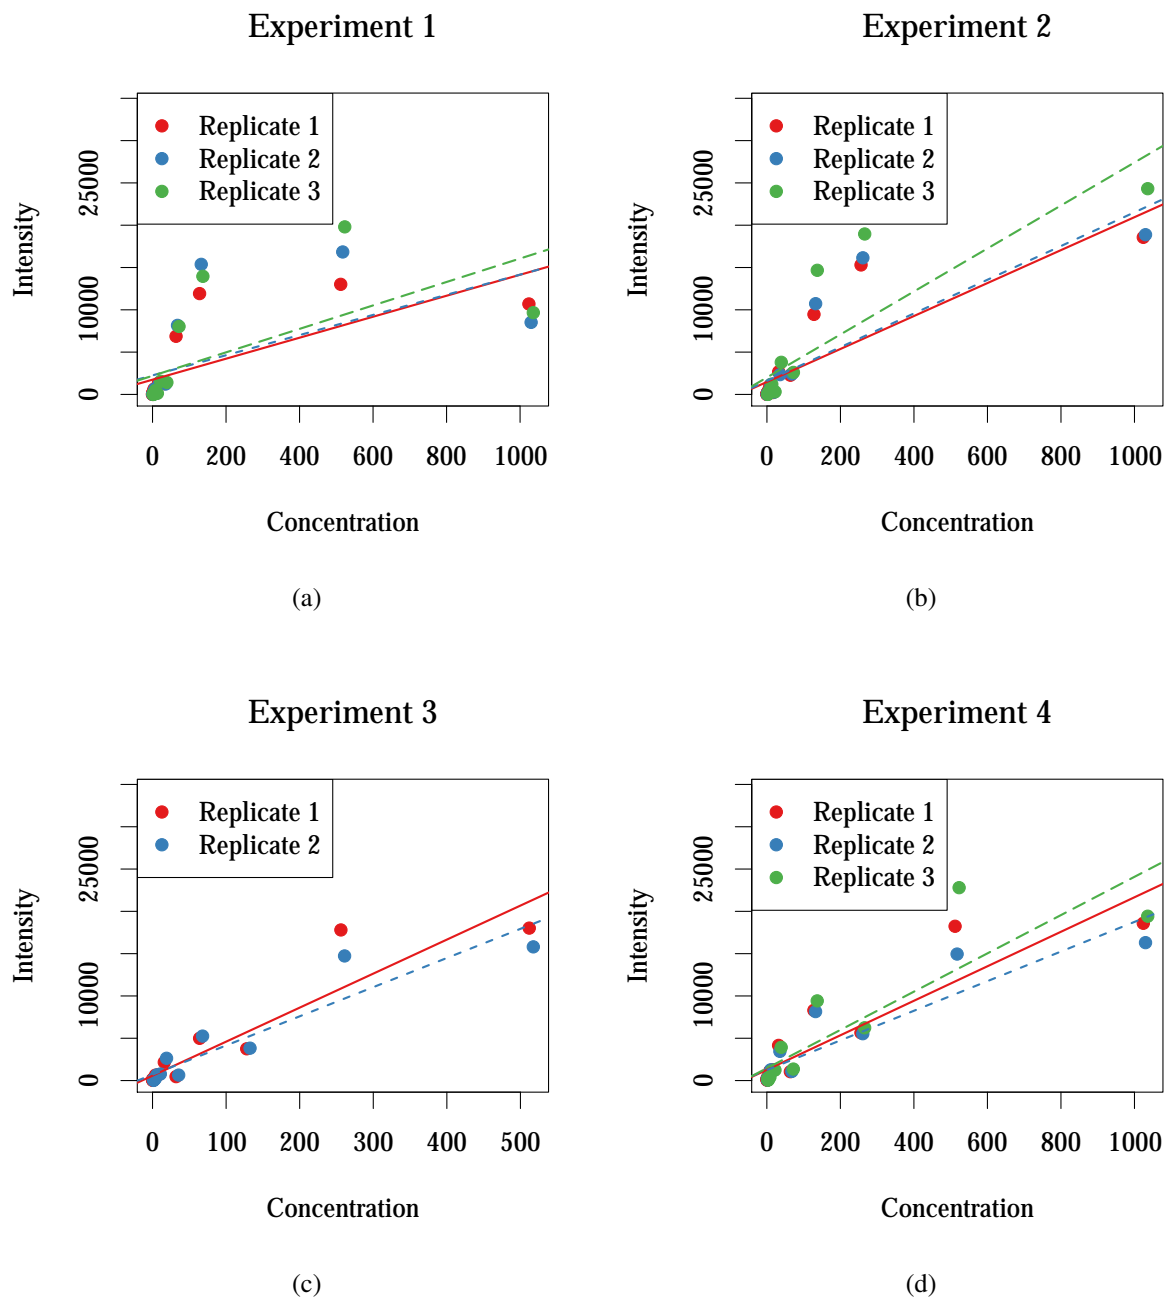 Experiment 1
Replicate 1
Replicate 2
Replicate 3
Intensity
0 10000 25000
0 200 400 600 800 1000
Concentration
(a)
Experiment 2
Replicate 1
Replicate 2
Replicate 3
Intensity
0 10000 25000
0 200 400 600 800 1000
Concentration
(b)
Experiment 3
Replicate 1
Replicate 2
Intensity
0 10000 25000
0 100 200 300 400 500
Concentration
(c)
Experiment 4
Replicate 1
Replicate 2
Replicate 3
Intensity
0 10000 25000
0 200 400 600 800 1000
Concentration
(d)